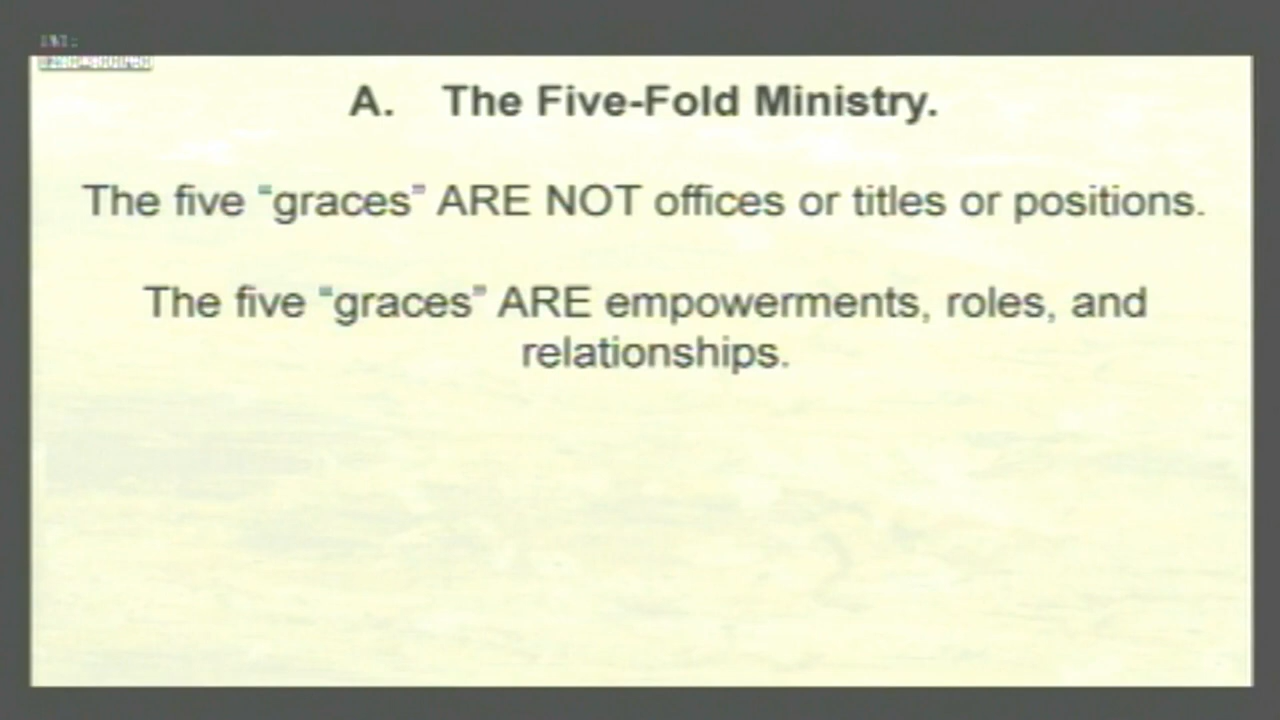 A. The Five-Fold Ministry.
The five “graces” ARE NOT offices or titles or positions.
The five “graces” ARE empowerments, roles, and
relationships.